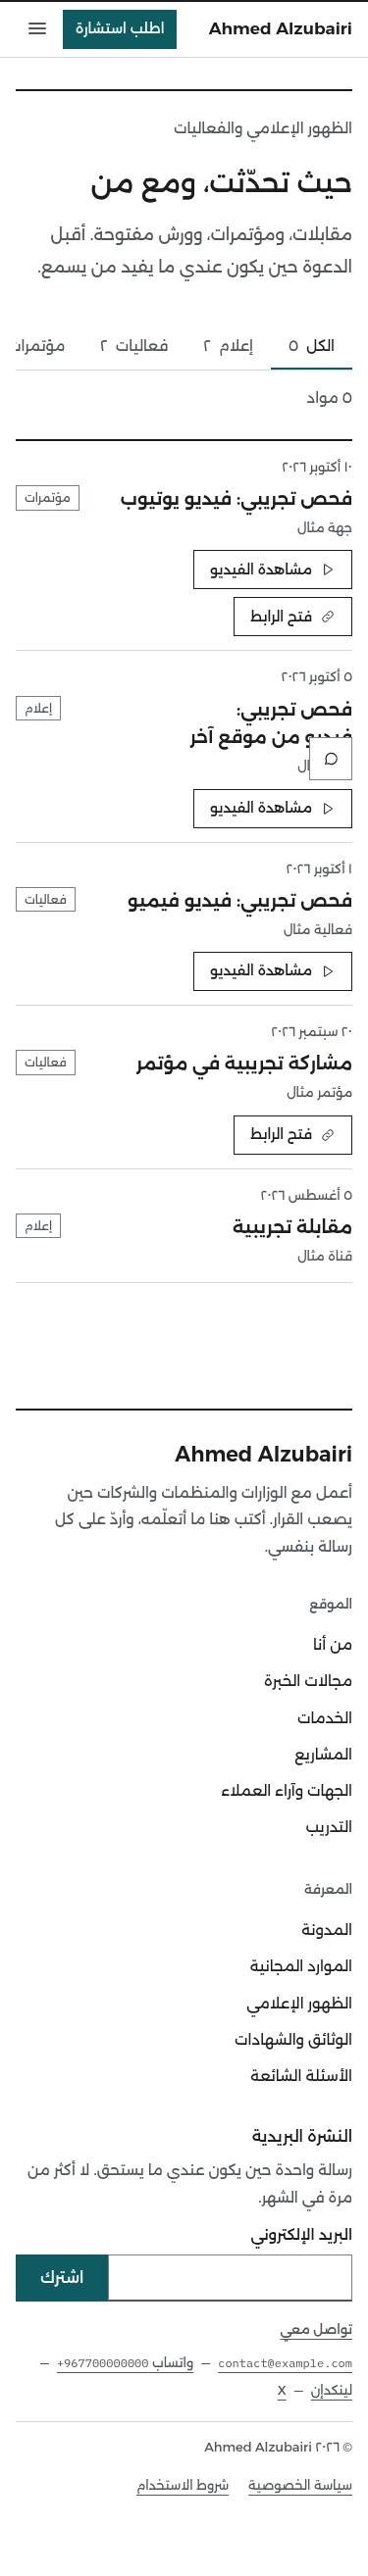 Ahmed Alzubairi
اطلب استشارة
الظهور الإعلامي والفعاليات
حيث تحدّثت، ومع من
مقابلات، ومؤتمرات، وورش مفتوحة. أقبل
الدعوة حين يكون عندي ما يفيد من يسمع.
الكل ٥ إعلام ٢ فعاليات ٢ مؤتمرات
٥ مواد
١٠ أكتوبر ٢٠٢٦
فحص تجريبي: فيديو يوتيوب
مؤتمرات
جهة مثال
مشاهدة الفيديو
فتح الرابط
٥ أكتوبر ٢٠٢٦
فحص تجريبي:
إعلام
فيديو من موقع آخر
مشاهدة الفيديو
١ أكتوبر ٢٠٢٦
فحص تجريبي: فيديو فيميو
فعاليات
فعالية مثال
مشاهدة الفيديو
٢٠ سبتمبر ٢٠٢٦
مشاركة تجريبية في مؤتمر
فعاليات
مؤتمر مثال
فتح الرابط
٥ أغسطس ٢٠٢٦
مقابلة تجريبية
إعلام
قناة مثال
Ahmed Alzubairi
أعمل مع الوزارات والمنظمات والشركات حين
يصعب القرار. أكتب هنا ما أتعلّمه، وأردّ على كل
رسالة بنفسي.
الموقع
من أنا
مجالات الخبرة
الخدمات
المشاريع
الجهات وآراء العملاء
التدريب
المعرفة
المدونة
الموارد المجانية
الظهور الإعلامي
الوثائق والشهادات
الأسئلة الشائعة
النشرة البريدية
رسالة واحدة حين يكون عندي ما يستحق. لا أكثر من
مرة في الشهر.
البريد الإلكتروني
اشترك
تواصل معي
contact@example.com — واتساب +967700000000 —
لينكدإن — X
© ٢٠٢٦ Ahmed Alzubairi
سياسة الخصوصية شروط الاستخدام